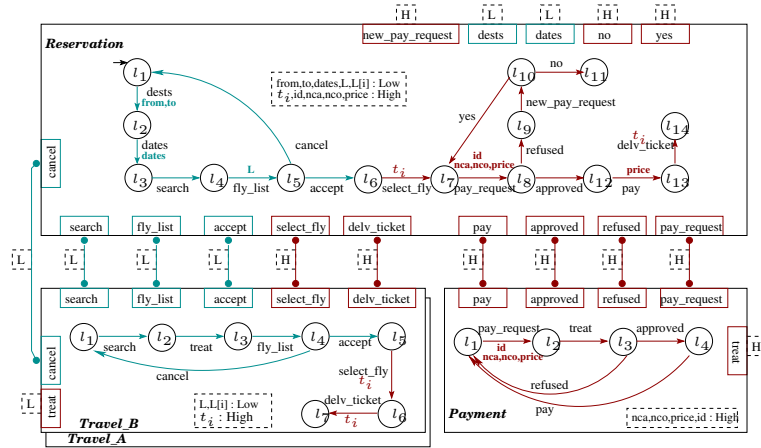 L H L L H H
Reservation
new_pay_request dests dates no yes
l1 l10 no l11
from,to,dates,L,L[i] : Low
ti,id,nca,nco,price : High
dests
from,to
new_pay_request
yes
l2 l9 ti l14
delv_ticket
dates
dates
cancel
refused
cancel
L ti id price
nca,nco,price
l3 search l4 fly_list l5 accept l6 select_fly l7 pay_request l8 approved l12 pay l13
search fly_list accept select_fly delv_ticket pay approved refused pay_request
L L L L H H H H H H
search fly_list accept select_fly delv_ticket pay approved refused pay_request
l1 search l2 treat l3 fly_list l4 accept l5
cancel
cancel
select_fly
ti
l1 pay_request l2 treat l3 approved l4
id
nca,nco,price
refused
pay
treat
H
L
treat
L,L[i] : Low
ti : High
l7 delv_ticket l6
ti
nca,nco,price,id : High
Travel_B
Payment
Travel_A